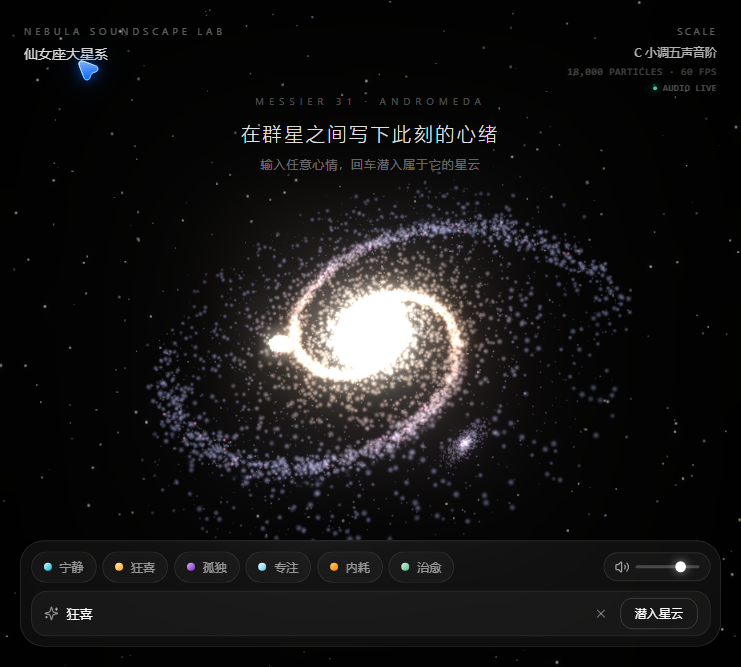 NEBULA SOUNDSCAPE LAB
仙女座大星系
SCALE
C 小调五声音阶
18,000 PARTICLES · 60 FPS
AUDIO LIVE
MESSIER 31 · ANDROMEDA
在群星之间写下此刻的心绪
输入任意心情，回车潜入属于它的星云
宁静 狂喜 孤独 专注 内耗 治愈
狂喜 潜入星云